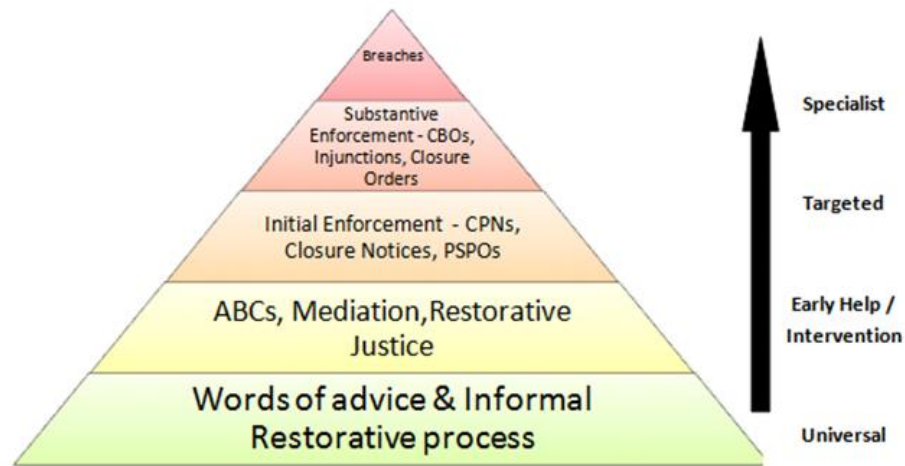 Breaches
Substantive
Enforcement - CBOs,
Injunctions, Closure
Orders
Initial Enforcement - CPNs,
Closure Notices, PSPOs
ABCs, Mediation,Restorative
Justice
Words of advice & Informal
Restorative process
Specialist
Targeted
Early Help /
Intervention
Universal